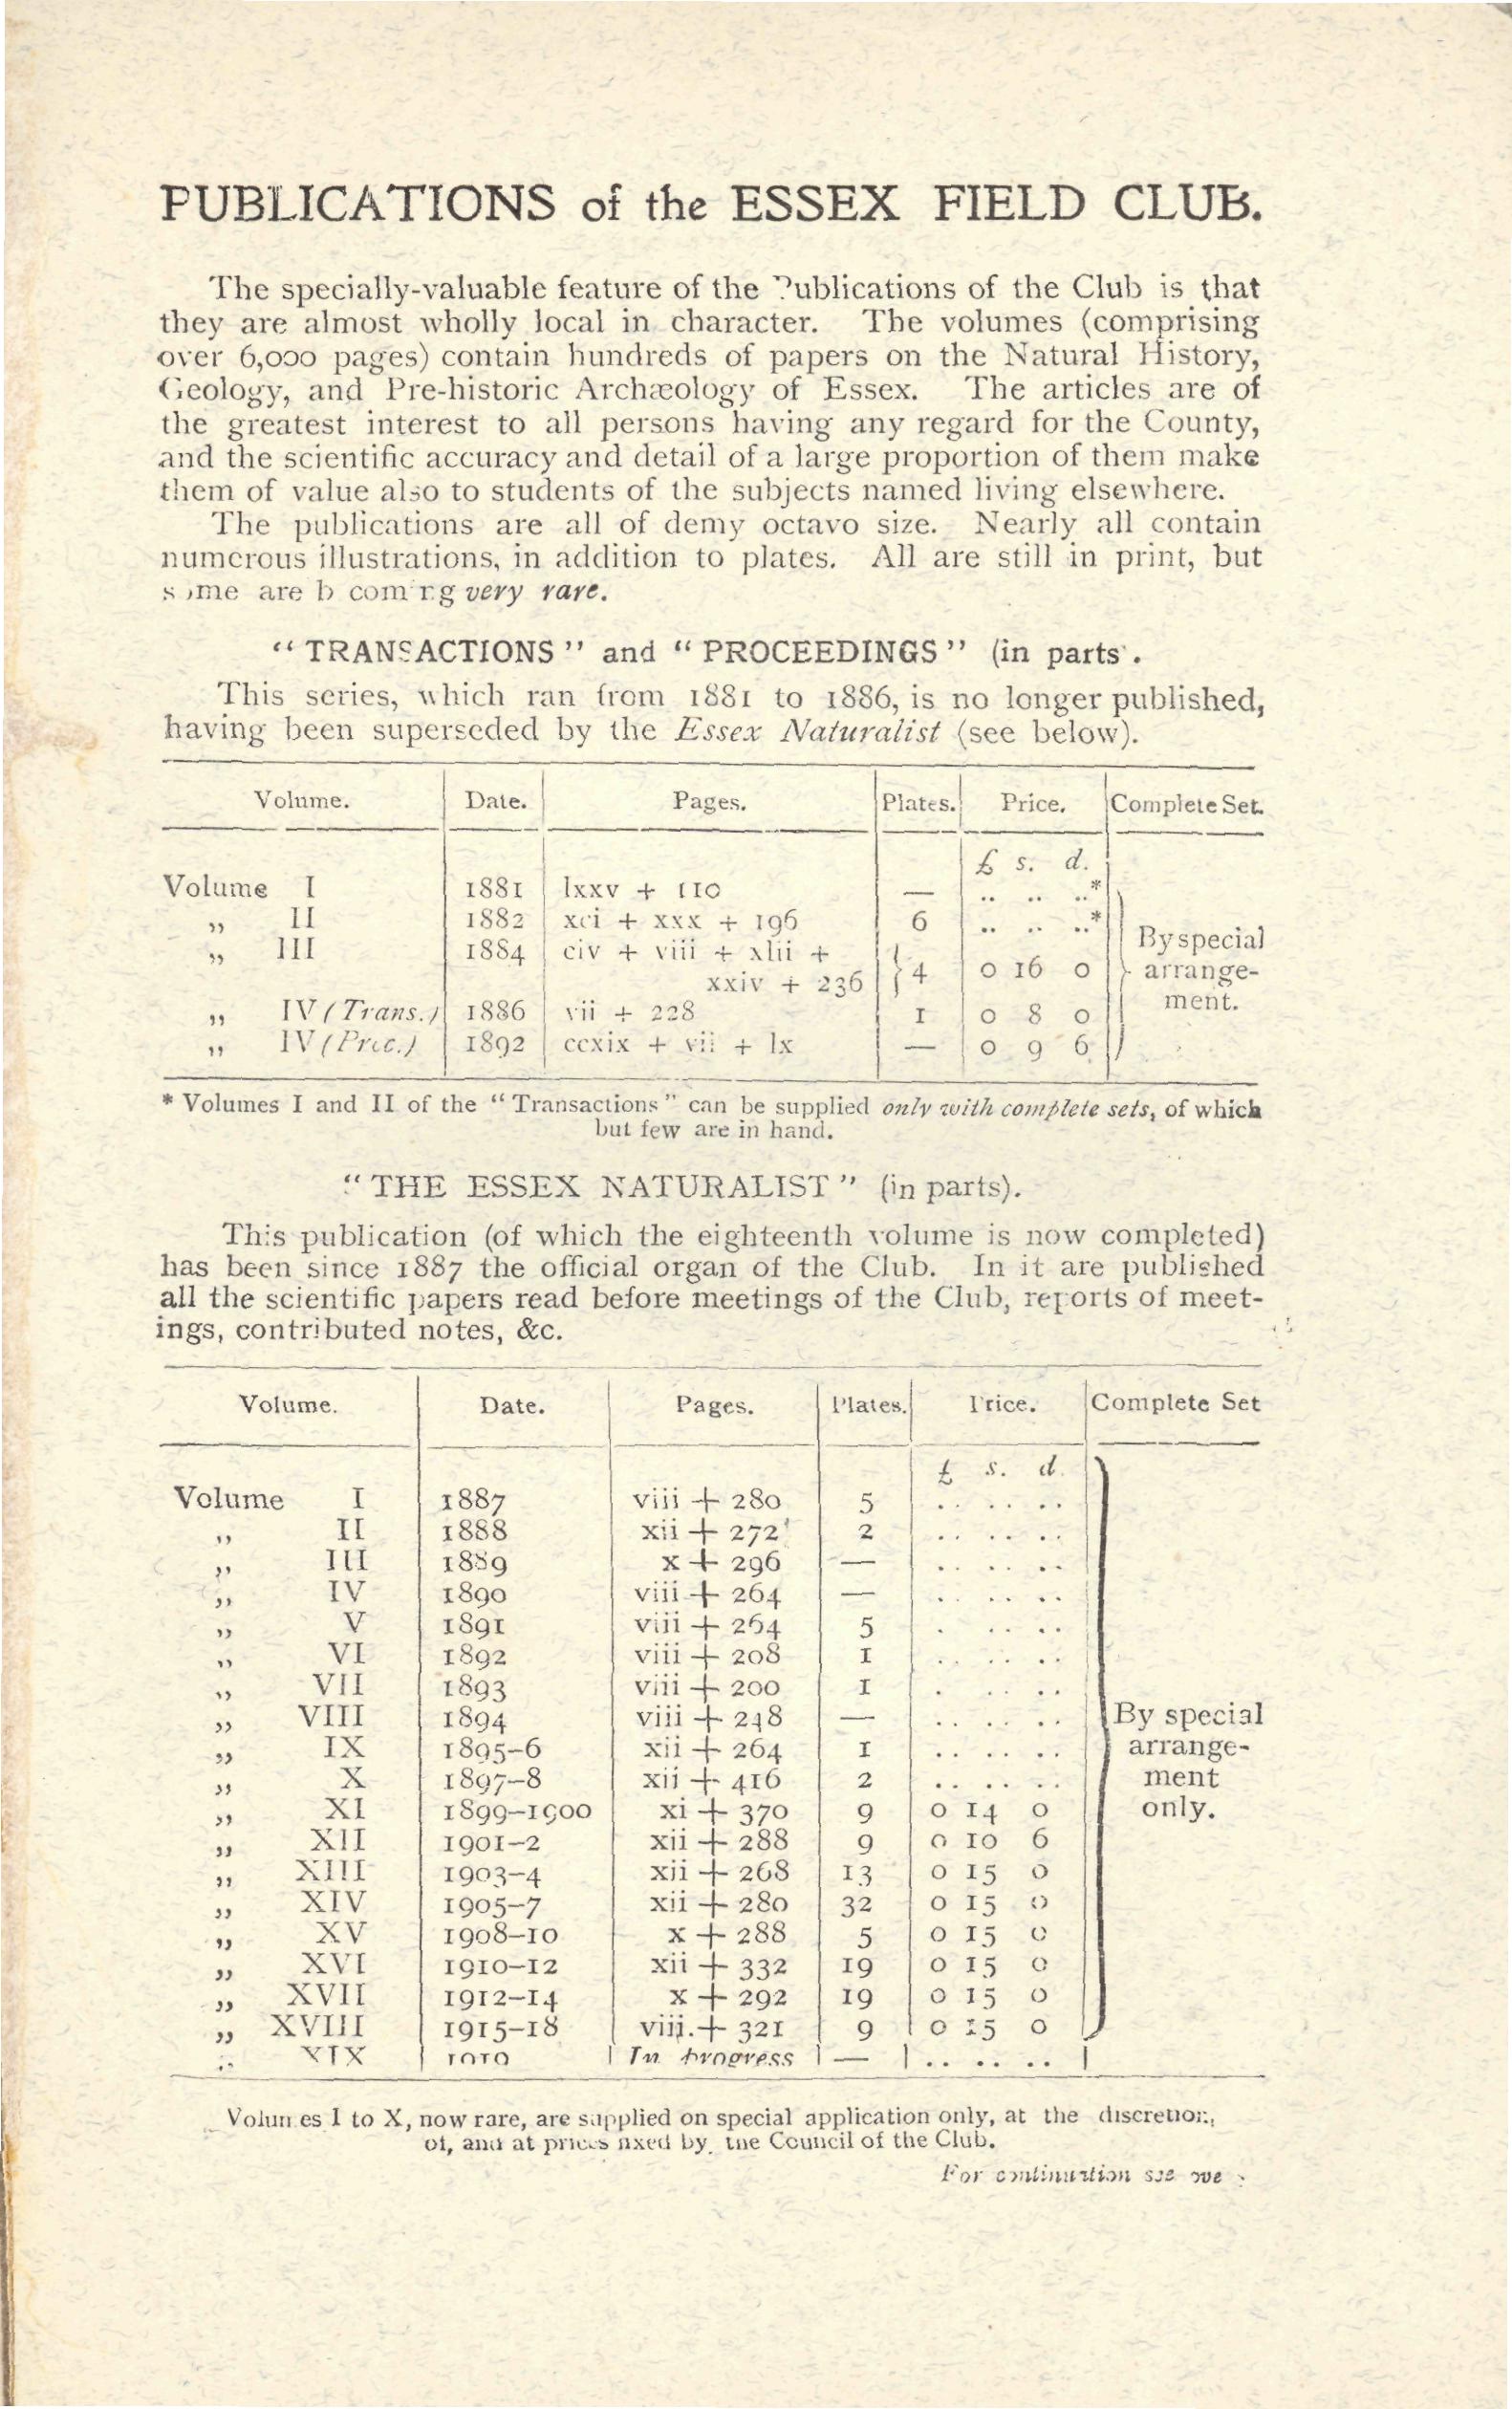 PUBLICATIONS of the ESSEX FIELD CLUB.
The specially-valuable feature of the Publications of the Club is that
they are almost wholly local in character. The volumes (comprising
over 6,000 pages) contain hundreds of papers on the Natural History,
Geology, and Pre-historic Archæology of Essex. The articles are of
the greatest interest to all persons having any regard for the County,
and the scientific accuracy and detail of a large proportion of them make
them of value also to students of the subjects named living elsewhere.
The publications are all of demy octavo size. Nearly all contain
numerous illustrations, in addition to plates. All are still in print, but
some are becoming very rare.
“TRANSACTIONS” and “PROCEEDINGS” (in parts).
This series, which ran from 1881 to 1886, is no longer published,
having been superseded by the Essex Naturalist (see below).
Volume. Date. Pages. Plates. Price. Complete Set.
£ s. d.
Volume I 1881 lxxv + 110 — .. .. ..*
,, II 1882 xci + xxx + 196 6 .. .. ..*
,, III 1884 civ + viii + xlii +
xxiv + 236 4 0 16 0
,, IV (Trans.) 1886 vii + 228 1 0 8 0
,, IV (Proc.) 1892 ccxix + vii + lx — 0 9 6
By special
arrange-
ment.
* Volumes I and II of the “Transactions” can be supplied only with complete sets, of which
but few are in hand.
“THE ESSEX NATURALIST” (in parts).
This publication (of which the eighteenth volume is now completed)
has been since 1887 the official organ of the Club. In it are published
all the scientific papers read before meetings of the Club, reports of meet-
ings, contributed notes, &c.
Volume. Date. Pages. Plates. Price. Complete Set
£ s. d.
Volume I 1887 viii + 280 5 .. .. ..
,, II 1888 xii + 272 2 .. .. ..
,, III 1889 x + 296 — .. .. ..
,, IV 1890 viii + 264 — .. .. ..
,, V 1891 viii + 264 5 . .. ..
,, VI 1892 viii + 208 1 .. .. ..
,, VII 1893 viii + 200 1 . .. ..
,, VIII 1894 viii + 248 — .. .. ..
,, IX 1895–6 xii + 264 1 .. .. ..
,, X 1897–8 xii + 416 2 .. .. ..
,, XI 1899–1900 xi + 370 9 0 14 0
,, XII 1901–2 xii + 288 9 0 10 6
,, XIII 1903–4 xii + 268 13 0 15 0
,, XIV 1905–7 xii + 280 32 0 15 0
,, XV 1908–10 x + 288 5 0 15 0
,, XVI 1910–12 xii + 332 19 0 15 0
,, XVII 1912–14 x + 292 19 0 15 0
,, XVIII 1915–18 viii. + 321 9 0 15 0
,, XIX 1919 In progress — .. .. ..
By special
arrange-
ment
only.
Volumes I to X, now rare, are supplied on special application only, at the discretion,
of, and at prices fixed by, the Council of the Club.
For continuation see